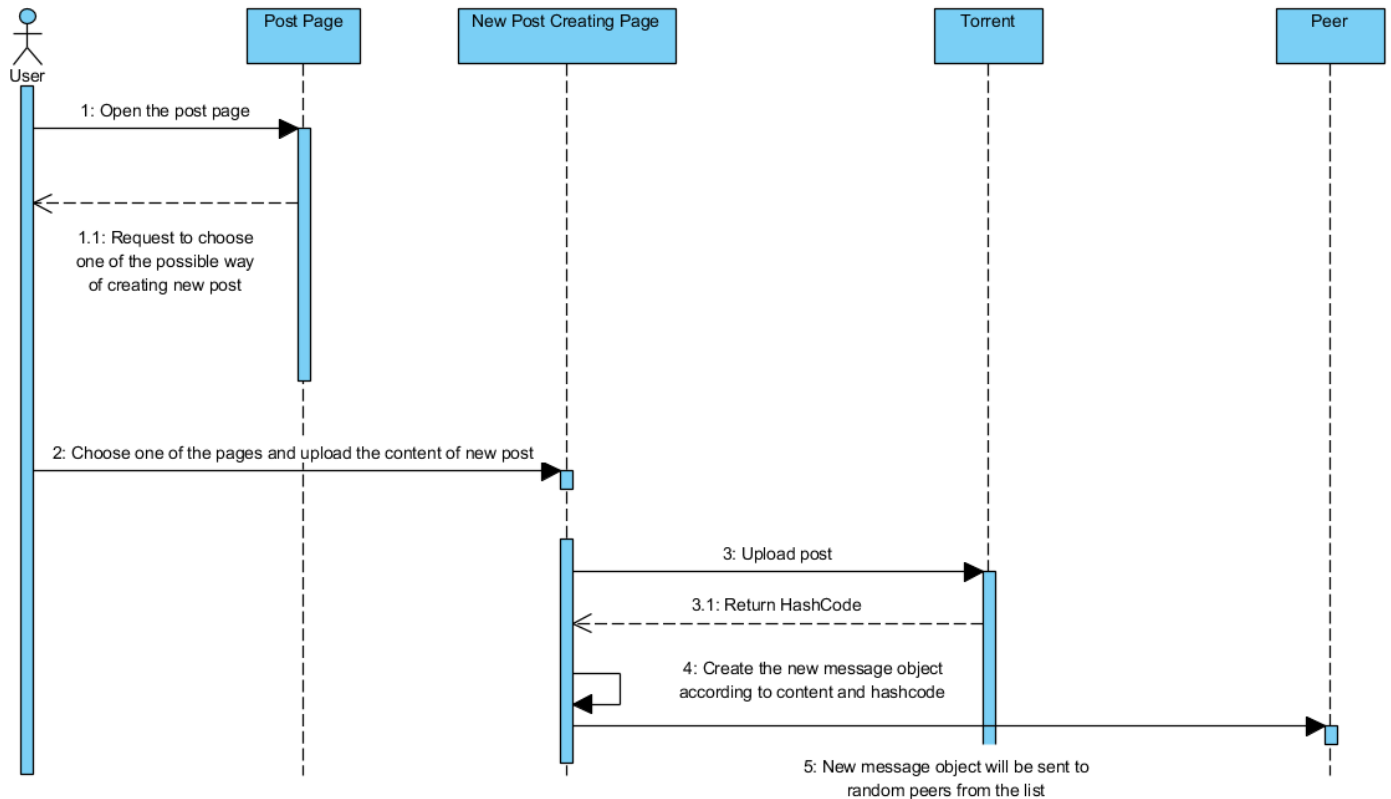 Post Page
New Post Creating Page
Torrent
Peer
User
1: Open the post page
1.1: Request to choose
one of the possible way
of creating new post
2: Choose one of the pages and upload the content of new post
3: Upload post
3.1: Return HashCode
4: Create the new message object
according to content and hashcode
5: New message object will be sent to
random peers from the list